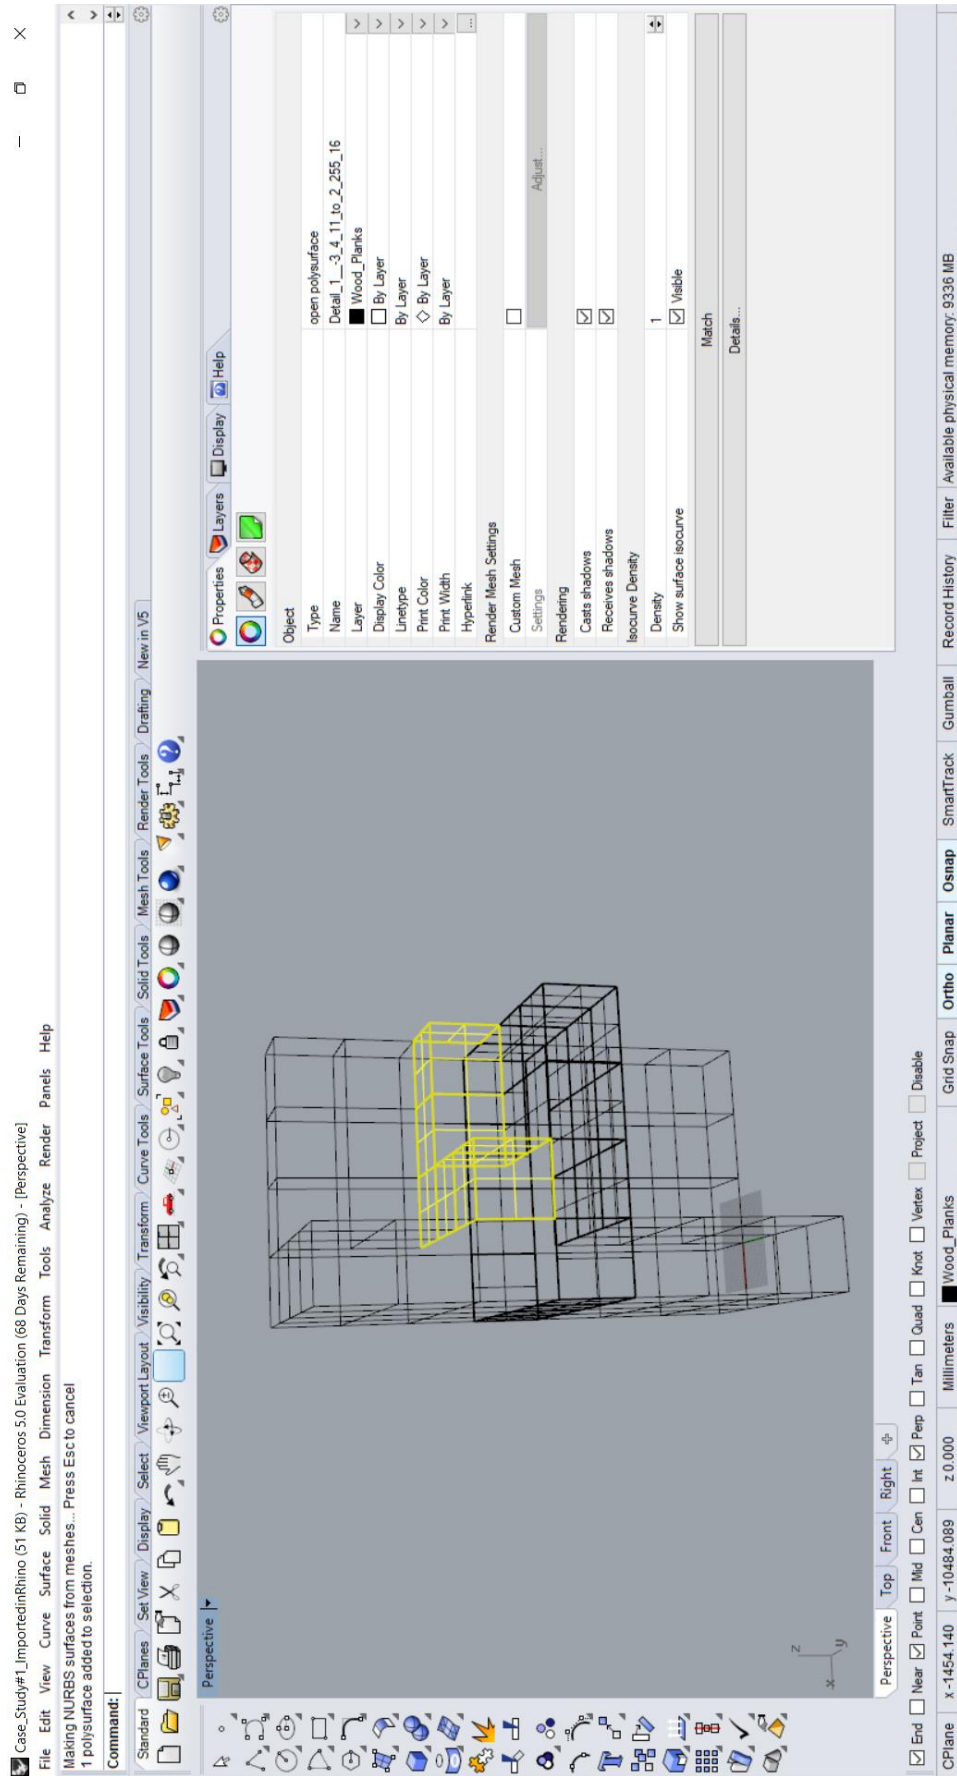 Case_Study#1_ImportedinRhino (51 KB) - Rhinoceros 5.0 Evaluation (68 Days Remaining) - [Perspective]
File Edit View Curve Surface Solid Mesh Dimension Transform Tools Analyze Render Panels Help
Making NURBS surfaces from meshes... Press Esc to cancel
1 polysurface added to selection.
Command:
Standard CPlanes Set View Display Select Viewport Layout Visibility Transform Curve Tools Surface Tools Solid Tools Mesh Tools Render Tools Drafting New in V5
Perspective
z
x
y
Properties Layers Display Help
Object
Type open polysurface
Name Detail_1__-3_4_11_to_2_255_16
Layer Wood_Planks
Display Color By Layer
Linetype By Layer
Print Color By Layer
Print Width By Layer
Hyperlink ...
Render Mesh Settings
Custom Mesh
Settings Adjust...
Rendering
Casts shadows
Receives shadows
Isocurve Density
Density 1
Show surface isocurve Visible
Match
Details...
Perspective Top Front Right
End Near Point Mid Cen Int Perp Tan Quad Knot Vertex Project Disable
CPlane x -1454.140 y -10484.089 z 0.000 Millimeters Wood_Planks Grid Snap Ortho Planar Osnap SmartTrack Gumball Record History Filter Available physical memory: 9336 MB